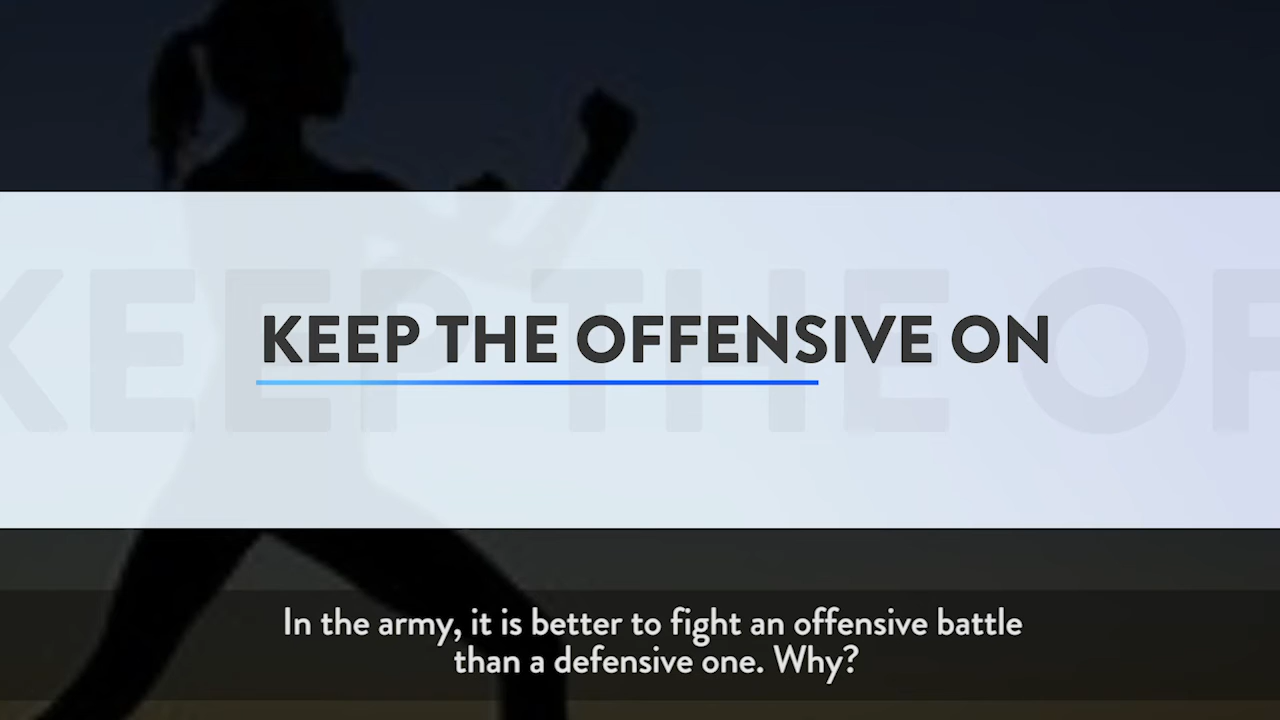 KEEP THE OFFENSIVE ON
In the army, it is better to fight an offensive battle
than a defensive one. Why?